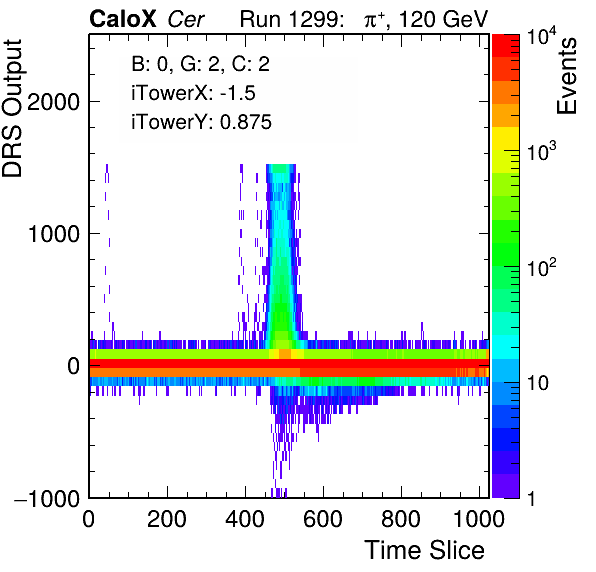 CaloX Cer Run 1299: π⁺, 120 GeV
B: 0, G: 2, C: 2
iTowerX: -1.5
iTowerY: 0.875
DRS Output
2000
1000
0
−1000
0 200 400 600 800 1000
Time Slice
Events
10⁴
10³
10²
10
1